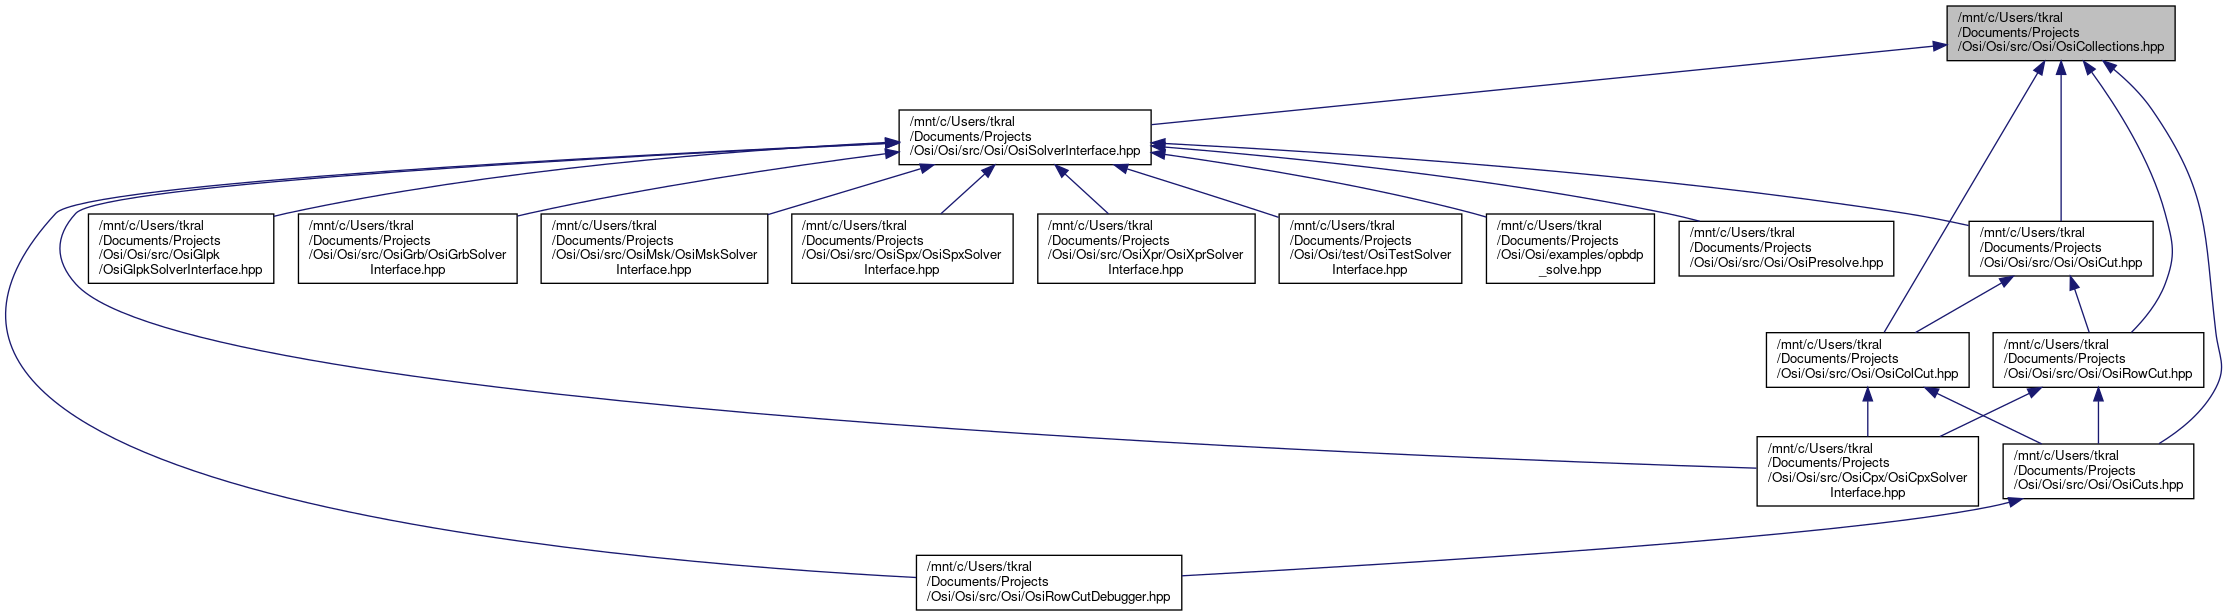 /mnt/c/Users/tkral
/Documents/Projects
/Osi/Osi/src/Osi/OsiCollections.hpp
/mnt/c/Users/tkral
/Documents/Projects
/Osi/Osi/src/Osi/OsiSolverInterface.hpp
/mnt/c/Users/tkral
/Documents/Projects
/Osi/Osi/src/OsiGlpk
/OsiGlpkSolverInterface.hpp
/mnt/c/Users/tkral
/Documents/Projects
/Osi/Osi/src/OsiGrb/OsiGrbSolver
Interface.hpp
/mnt/c/Users/tkral
/Documents/Projects
/Osi/Osi/src/OsiMsk/OsiMskSolver
Interface.hpp
/mnt/c/Users/tkral
/Documents/Projects
/Osi/Osi/src/OsiSpx/OsiSpxSolver
Interface.hpp
/mnt/c/Users/tkral
/Documents/Projects
/Osi/Osi/src/OsiXpr/OsiXprSolver
Interface.hpp
/mnt/c/Users/tkral
/Documents/Projects
/Osi/Osi/test/OsiTestSolver
Interface.hpp
/mnt/c/Users/tkral
/Documents/Projects
/Osi/Osi/examples/opbdp
_solve.hpp
/mnt/c/Users/tkral
/Documents/Projects
/Osi/Osi/src/Osi/OsiPresolve.hpp
/mnt/c/Users/tkral
/Documents/Projects
/Osi/Osi/src/Osi/OsiCut.hpp
/mnt/c/Users/tkral
/Documents/Projects
/Osi/Osi/src/Osi/OsiColCut.hpp
/mnt/c/Users/tkral
/Documents/Projects
/Osi/Osi/src/Osi/OsiRowCut.hpp
/mnt/c/Users/tkral
/Documents/Projects
/Osi/Osi/src/OsiCpx/OsiCpxSolver
Interface.hpp
/mnt/c/Users/tkral
/Documents/Projects
/Osi/Osi/src/Osi/OsiCuts.hpp
/mnt/c/Users/tkral
/Documents/Projects
/Osi/Osi/src/Osi/OsiRowCutDebugger.hpp